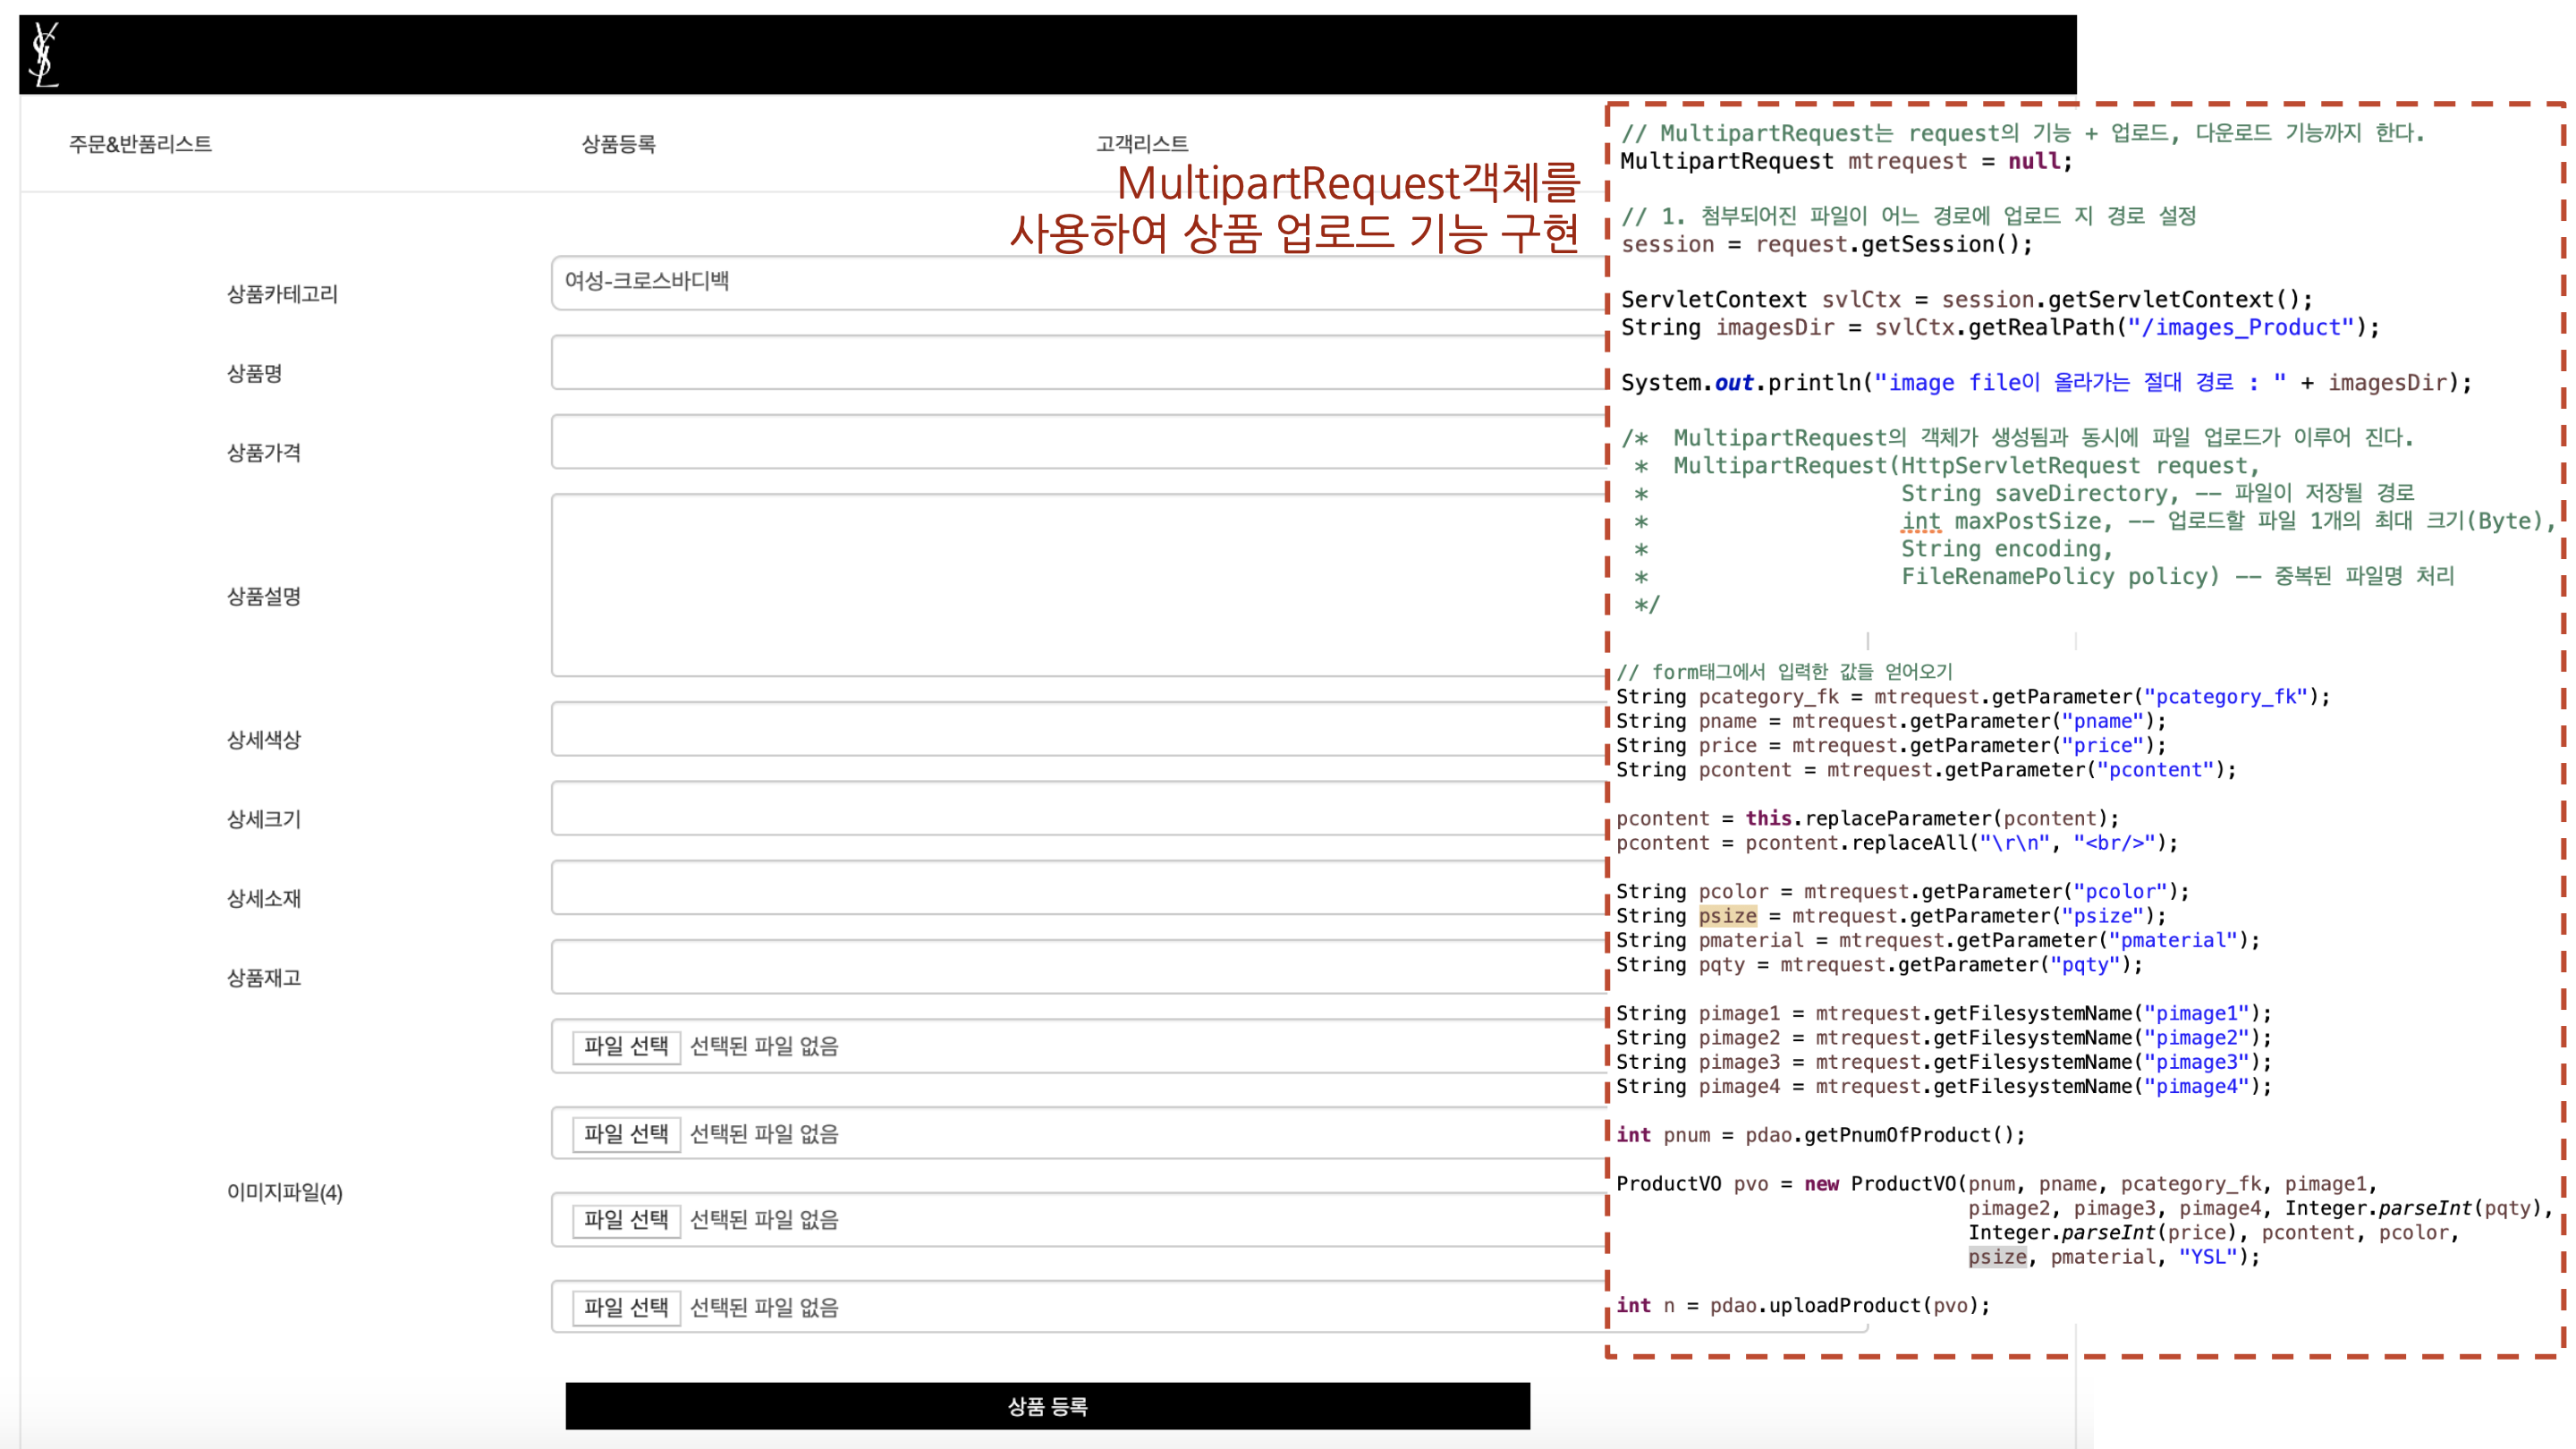 YSL
주문&반품리스트
상품등록
고객리스트
MultipartRequest객체를
사용하여 상품 업로드 기능 구현
상품카테고리
여성-크로스바디백
상품명
상품가격
상품설명
상세색상
상세크기
상세소재
상품재고
이미지파일(4)
파일 선택 선택된 파일 없음
파일 선택 선택된 파일 없음
파일 선택 선택된 파일 없음
파일 선택 선택된 파일 없음
상품 등록
// MultipartRequest는 request의 기능 + 업로드, 다운로드 기능까지 한다.
MultipartRequest mtrequest = null;
// 1. 첨부되어진 파일이 어느 경로에 업로드 지 경로 설정
session = request.getSession();
ServletContext svlCtx = session.getServletContext();
String imagesDir = svlCtx.getRealPath("/images_Product");
System.out.println("image file이 올라가는 절대 경로 : " + imagesDir);
/* MultipartRequest의 객체가 생성됨과 동시에 파일 업로드가 이루어 진다.
* MultipartRequest(HttpServletRequest request,
* String saveDirectory, -- 파일이 저장될 경로
* int maxPostSize, -- 업로드할 파일 1개의 최대 크기(Byte),
* String encoding,
* FileRenamePolicy policy) -- 중복된 파일명 처리
*/
// form태그에서 입력한 값들 얻어오기
String pcategory_fk = mtrequest.getParameter("pcategory_fk");
String pname = mtrequest.getParameter("pname");
String price = mtrequest.getParameter("price");
String pcontent = mtrequest.getParameter("pcontent");
pcontent = this.replaceParameter(pcontent);
pcontent = pcontent.replaceAll("\r\n", "<br/>");
String pcolor = mtrequest.getParameter("pcolor");
String psize = mtrequest.getParameter("psize");
String pmaterial = mtrequest.getParameter("pmaterial");
String pqty = mtrequest.getParameter("pqty");
String pimage1 = mtrequest.getFilesystemName("pimage1");
String pimage2 = mtrequest.getFilesystemName("pimage2");
String pimage3 = mtrequest.getFilesystemName("pimage3");
String pimage4 = mtrequest.getFilesystemName("pimage4");
int pnum = pdao.getPnumOfProduct();
ProductVO pvo = new ProductVO(pnum, pname, pcategory_fk, pimage1,
pimage2, pimage3, pimage4, Integer.parseInt(pqty),
Integer.parseInt(price), pcontent, pcolor,
psize, pmaterial, "YSL");
int n = pdao.uploadProduct(pvo);